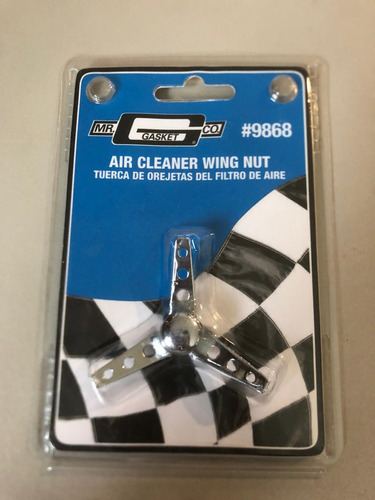 MR. GASKET CO.
#9868
AIR CLEANER WING NUT
TUERCA DE OREJETAS DEL FILTRO DE AIRE